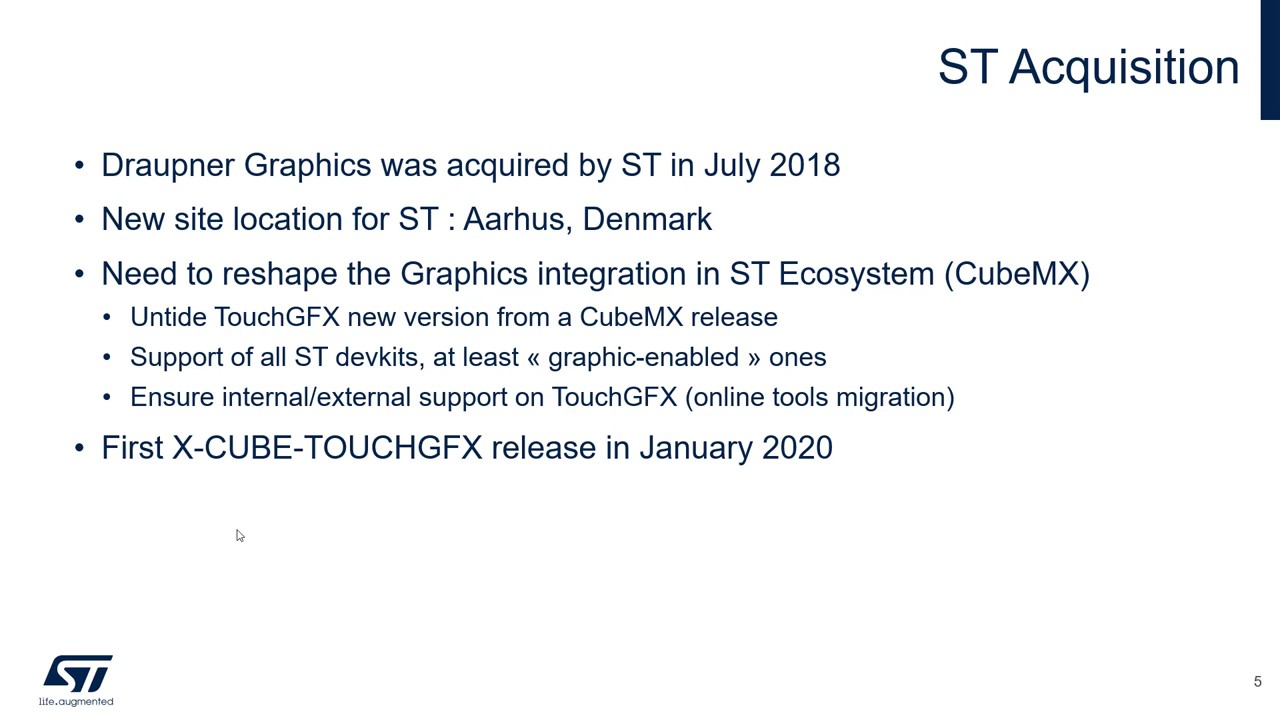 ST Acquisition
• Draupner Graphics was acquired by ST in July 2018
• New site location for ST : Aarhus, Denmark
• Need to reshape the Graphics integration in ST Ecosystem (CubeMX)
• Untide TouchGFX new version from a CubeMX release
• Support of all ST devkits, at least « graphic-enabled » ones
• Ensure internal/external support on TouchGFX (online tools migration)
• First X-CUBE-TOUCHGFX release in January 2020
ST
life.augmented
5